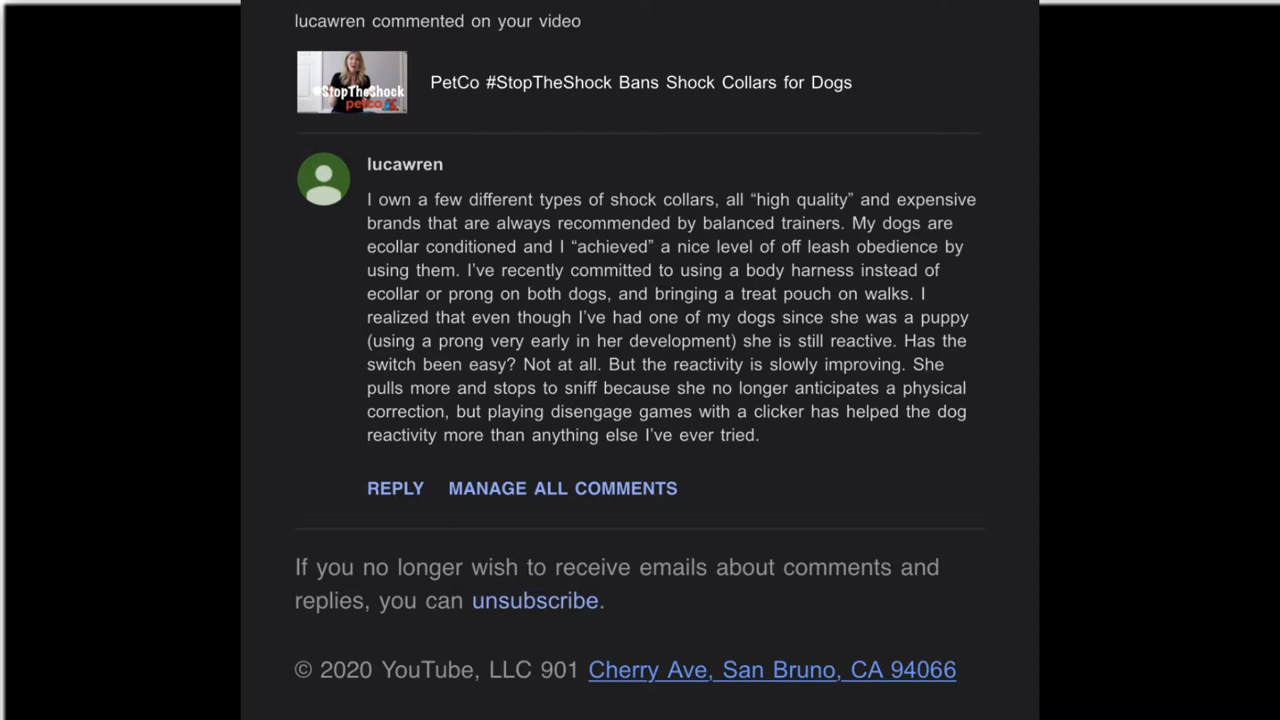 lucawren commented on your video
#StopTheShock
petco
PetCo #StopTheShock Bans Shock Collars for Dogs
lucawren
I own a few different types of shock collars, all “high quality” and expensive
brands that are always recommended by balanced trainers. My dogs are
ecollar conditioned and I “achieved” a nice level of off leash obedience by
using them. I’ve recently committed to using a body harness instead of
ecollar or prong on both dogs, and bringing a treat pouch on walks. I
realized that even though I’ve had one of my dogs since she was a puppy
(using a prong very early in her development) she is still reactive. Has the
switch been easy? Not at all. But the reactivity is slowly improving. She
pulls more and stops to sniff because she no longer anticipates a physical
correction, but playing disengage games with a clicker has helped the dog
reactivity more than anything else I’ve ever tried.
REPLY MANAGE ALL COMMENTS
If you no longer wish to receive emails about comments and
replies, you can unsubscribe.
© 2020 YouTube, LLC 901 Cherry Ave, San Bruno, CA 94066